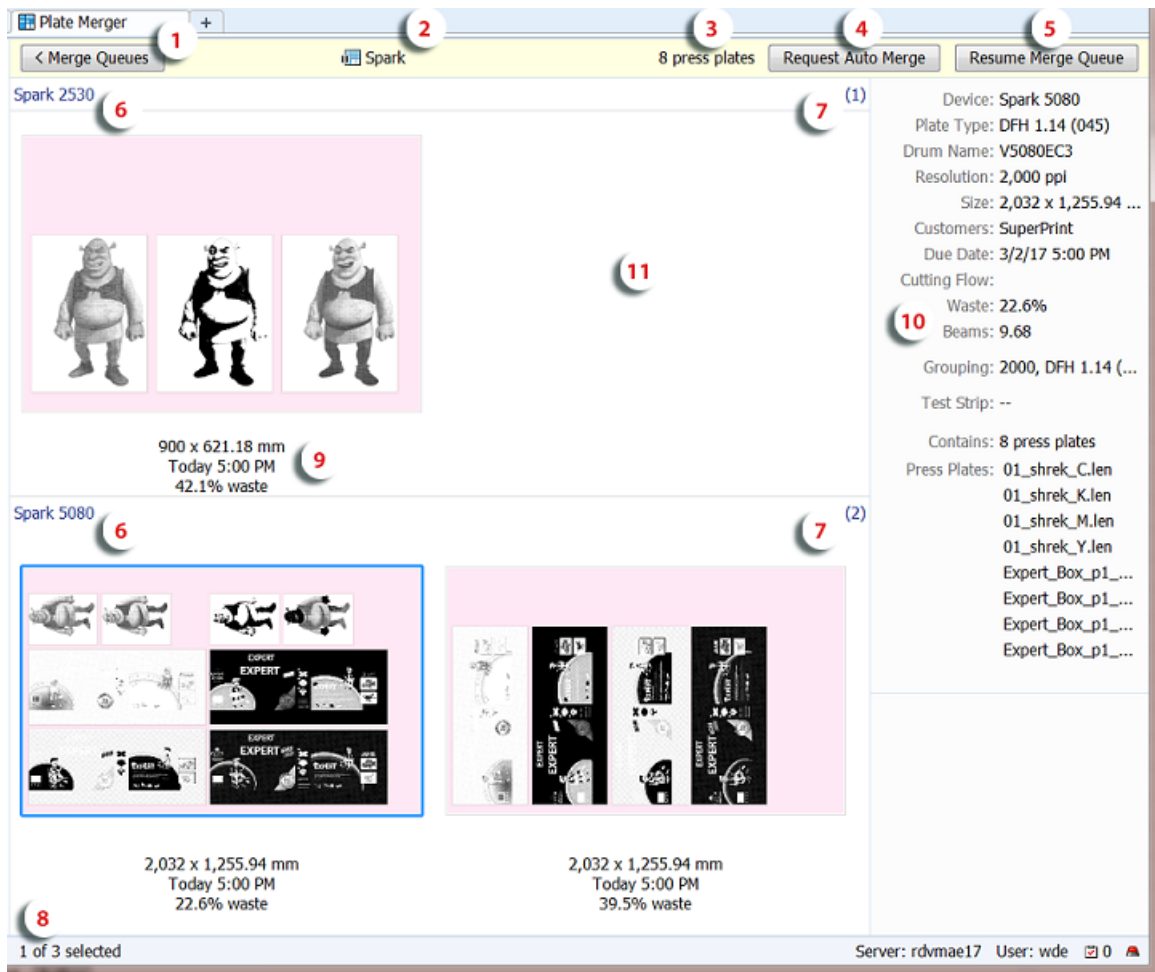 Plate Merger
+
1
2
3
4
5
< Merge Queues
Spark
8 press plates
Request Auto Merge
Resume Merge Queue
Spark 2530
6
7
(1)
11
900 x 621.18 mm
Today 5:00 PM
42.1% waste
9
Spark 5080
6
7
(2)
EXPERT
EXPERT
EXPERT
EXPERT
EXPERT
EXPERT
EXPERT
EXPERT
2,032 x 1,255.94 mm
Today 5:00 PM
22.6% waste
2,032 x 1,255.94 mm
Today 5:00 PM
39.5% waste
8
Device: Spark 5080
Plate Type: DFH 1.14 (045)
Drum Name: V5080EC3
Resolution: 2,000 ppi
Size: 2,032 x 1,255.94 ...
Customers: SuperPrint
Due Date: 3/2/17 5:00 PM
Cutting Flow:
Waste: 22.6%
10
Beams: 9.68
Grouping: 2000, DFH 1.14 (...
Test Strip: --
Contains: 8 press plates
Press Plates: 01_shrek_C.len
01_shrek_K.len
01_shrek_M.len
01_shrek_Y.len
Expert_Box_p1_...
Expert_Box_p1_...
Expert_Box_p1_...
Expert_Box_p1_...
1 of 3 selected
Server: rdvmae17 User: wde 0